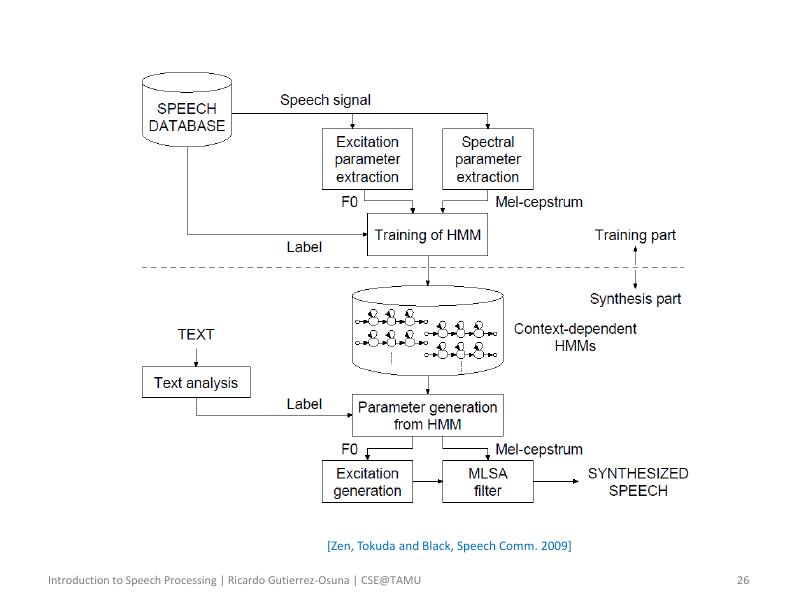 Speech signal
SPEECH
DATABASE
Excitation
parameter
extraction
Spectral
parameter
extraction
F0
Mel-cepstrum
Training of HMM
Label
Training part
Synthesis part
Context-dependent
HMMs
TEXT
Text analysis
Label
Parameter generation
from HMM
F0
Mel-cepstrum
Excitation
generation
MLSA
filter
SYNTHESIZED
SPEECH
[Zen, Tokuda and Black, Speech Comm. 2009]
Introduction to Speech Processing | Ricardo Gutierrez-Osuna | CSE@TAMU
26